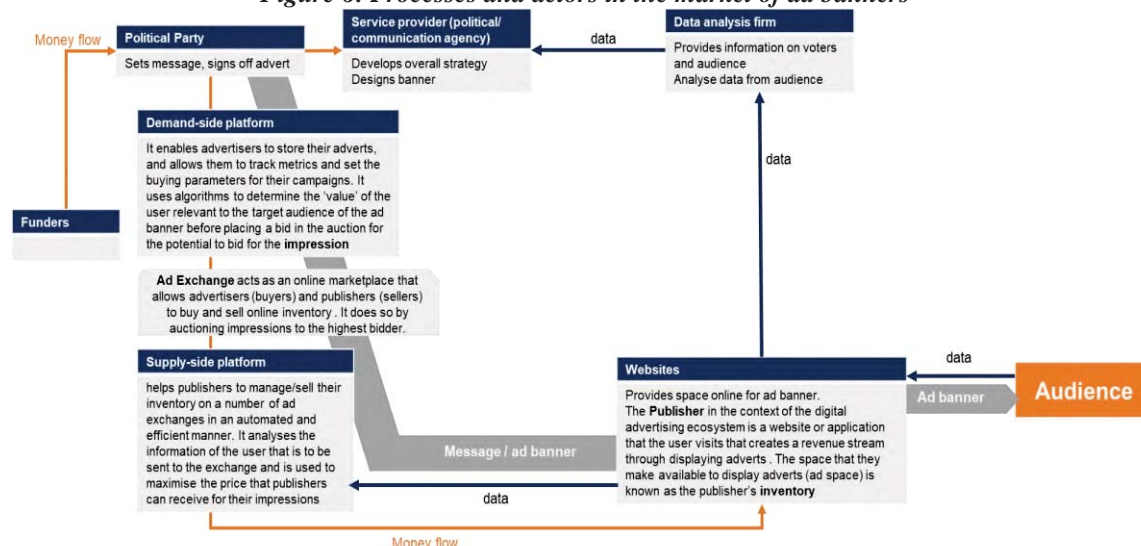 Figure 6. Processes and actors in the market of ad banners
Money flow
Political Party
Sets message, signs off advert
Service provider (political/
communication agency)
Develops overall strategy
Designs banner
data
Data analysis firm
Provides information on voters
and audience
Analyse data from audience
Demand-side platform
It enables advertisers to store their adverts,
and allows them to track metrics and set the
buying parameters for their campaigns. It
uses algorithms to determine the ‘value’ of the
user relevant to the target audience of the ad
banner before placing a bid in the auction for
the potential to bid for the impression
data
Funders
Ad Exchange acts as an online marketplace that
allows advertisers (buyers) and publishers (sellers)
to buy and sell online inventory . It does so by
auctioning impressions to the highest bidder.
Supply-side platform
helps publishers to manage/sell their
inventory on a number of ad
exchanges in an automated and
efficient manner. It analyses the
information of the user that is to be
sent to the exchange and is used to
maximise the price that publishers
can receive for their impressions
Message / ad banner
data
Websites
Provides space online for ad banner.
The Publisher in the context of the digital
advertising ecosystem is a website or application
that the user visits that creates a revenue stream
through displaying adverts . The space that they
make available to display adverts (ad space) is
known as the publisher’s inventory
data
Ad banner
Audience
Money flow